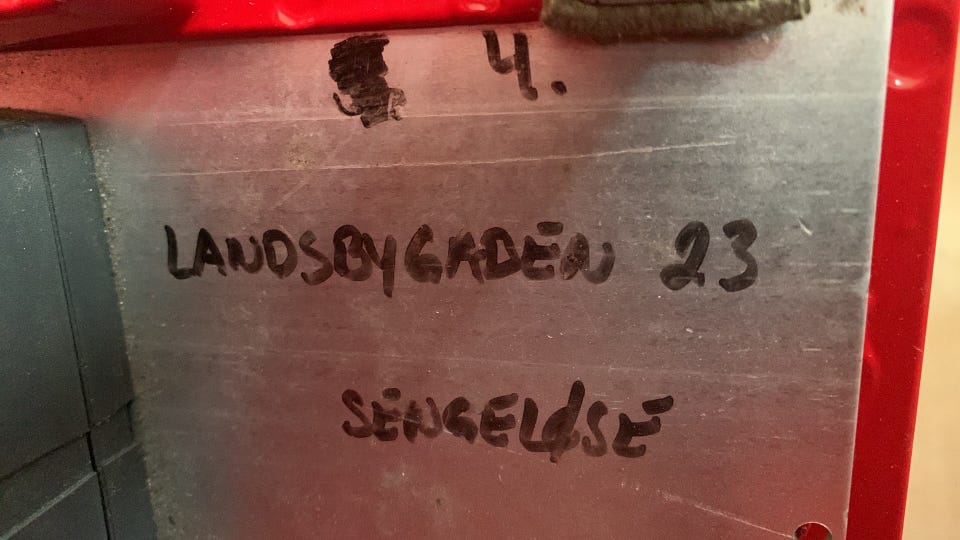 4.
LANDSBYGADEN 23
SENGELØSE